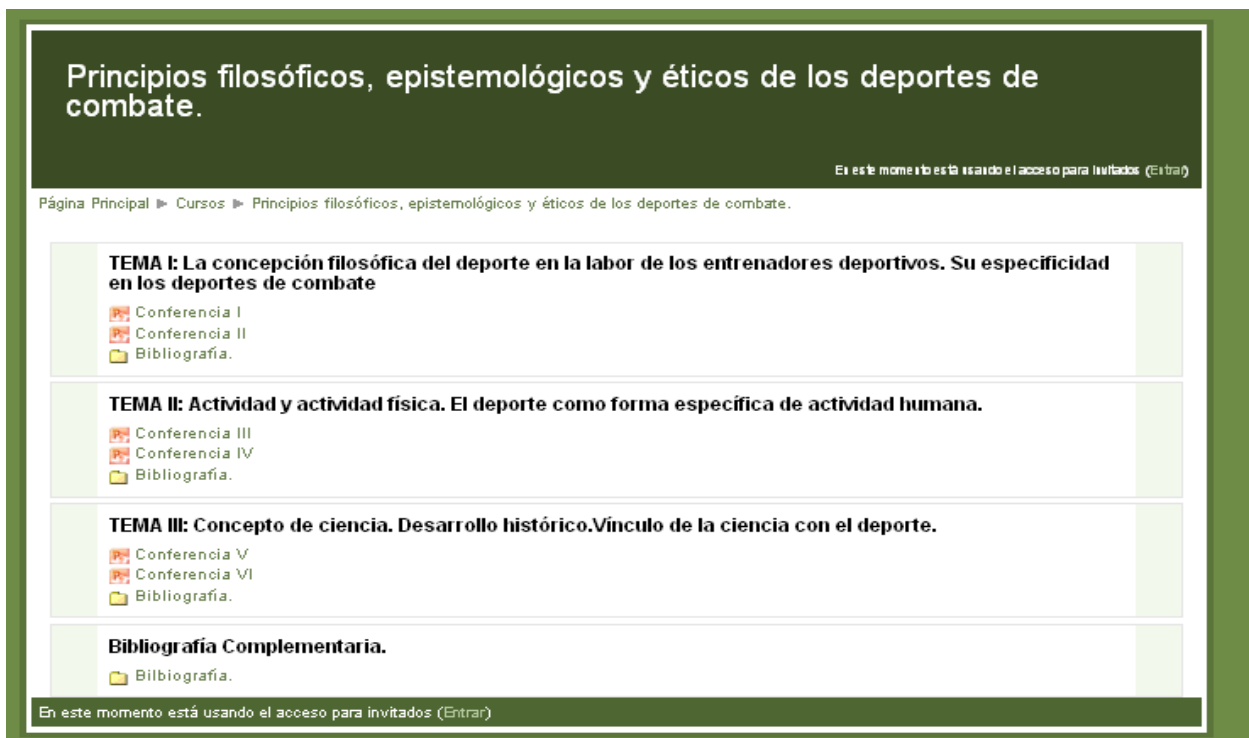 Principios filosóficos, epistemológicos y éticos de los deportes de
combate.
En este momento está usando el acceso para invitados (Entrar)
Página Principal ► Cursos ► Principios filosóficos, epistemológicos y éticos de los deportes de combate.
TEMA I: La concepción filosófica del deporte en la labor de los entrenadores deportivos. Su especificidad
en los deportes de combate
Conferencia I
Conferencia II
Bibliografía.
TEMA II: Actividad y actividad física. El deporte como forma específica de actividad humana.
Conferencia III
Conferencia IV
Bibliografía.
TEMA III: Concepto de ciencia. Desarrollo histórico.Vínculo de la ciencia con el deporte.
Conferencia V
Conferencia VI
Bibliografía.
Bibliografía Complementaria.
Bilbiografía.
En este momento está usando el acceso para invitados (Entrar)